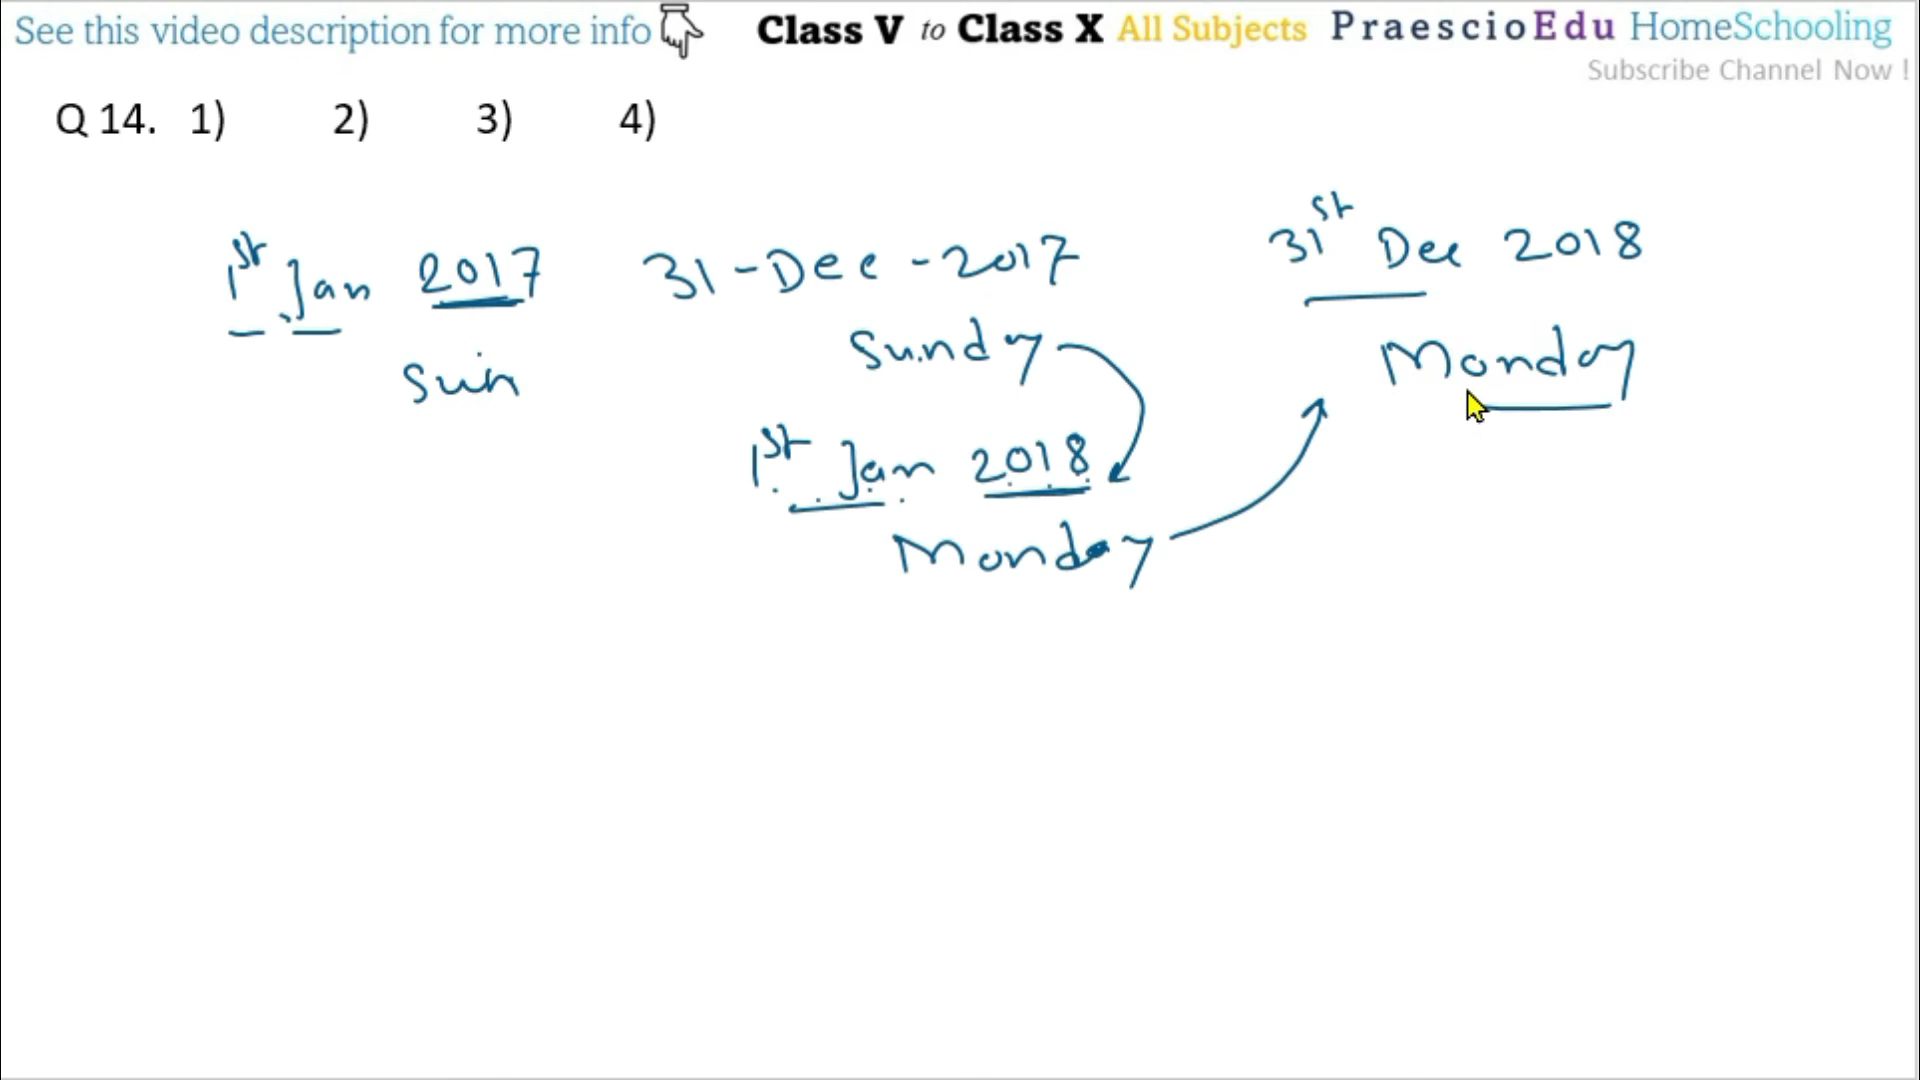 See this video description for more info Class V to Class X All Subjects PraescioEdu HomeSchooling
Subscribe Channel Now !
Q 14. 1) 2) 3) 4)
1st Jan 2017 31-Dec-2017 31st Dec 2018
Sun Sunday Monday
1st Jan 2018
Monday